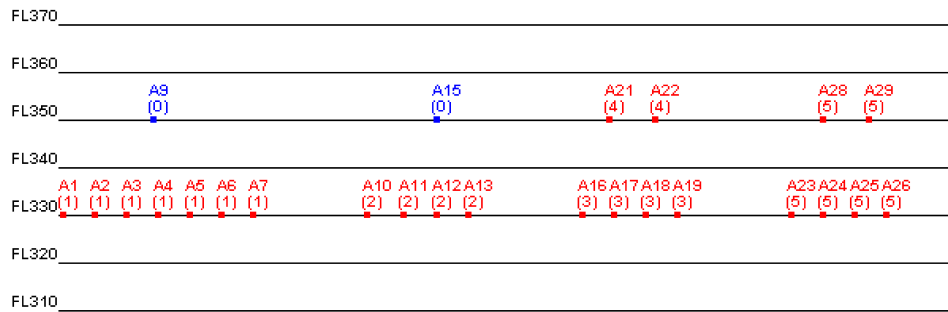 FL370
FL360
A9 A15 A21 A22 A28 A29
(0) (0) (4) (4) (5) (5)
FL350
FL340
A1 A2 A3 A4 A5 A6 A7 A10 A11 A12 A13 A16 A17 A18 A19 A23 A24 A25 A26
(1) (1) (1) (1) (1) (1) (1) (2) (2) (2) (2) (3) (3) (3) (3) (5) (5) (5) (5)
FL330
FL320
FL310